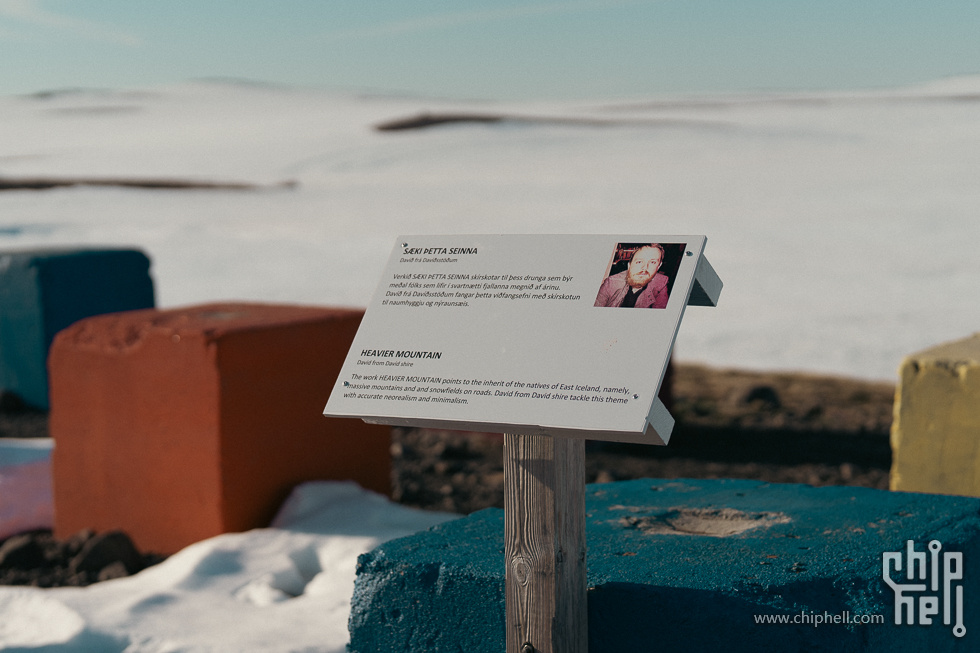 SÆKI ÞETTA SEINNA
Davíð frá Davíðsstöðum
Verkið SÆKI ÞETTA SEINNA skírskotar til þess drunga sem býr
meðal fólks sem lifir í svartnætti fjallanna megnið af árinu.
Davíð frá Davíðsstöðum fangar þetta viðfangsefni með skírskotun
til naumhyggju og nýraunsæis.
HEAVIER MOUNTAIN
David from David shire
The work HEAVIER MOUNTAIN points to the inherit of the natives of East Iceland, namely,
massive mountains and and snowfields on roads. David from David shire tackle this theme
with accurate neorealism and minimalism.
chip
hell
www.chiphell.com